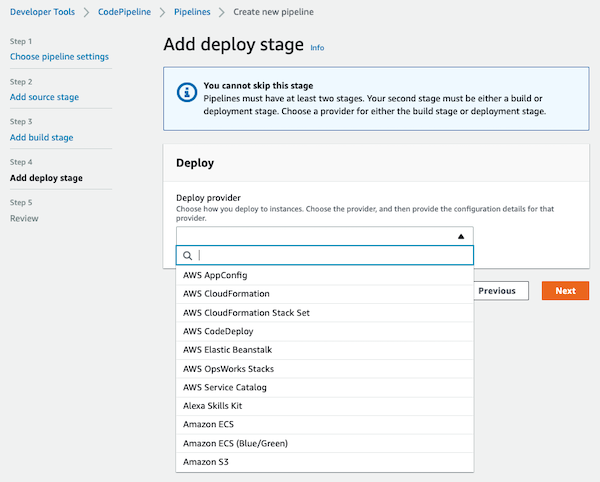 Developer Tools > CodePipeline > Pipelines > Create new pipeline
Step 1
Choose pipeline settings
Step 2
Add source stage
Step 3
Add build stage
Step 4
Add deploy stage
Step 5
Review
Add deploy stage Info
You cannot skip this stage
Pipelines must have at least two stages. Your second stage must be either a build or
deployment stage. Choose a provider for either the build stage or deployment stage.
Deploy
Deploy provider
Choose how you deploy to instances. Choose the provider, and then provide the configuration details for that
provider.
AWS AppConfig
AWS CloudFormation
AWS CloudFormation Stack Set
AWS CodeDeploy
AWS Elastic Beanstalk
AWS OpsWorks Stacks
AWS Service Catalog
Alexa Skills Kit
Amazon ECS
Amazon ECS (Blue/Green)
Amazon S3
Previous
Next